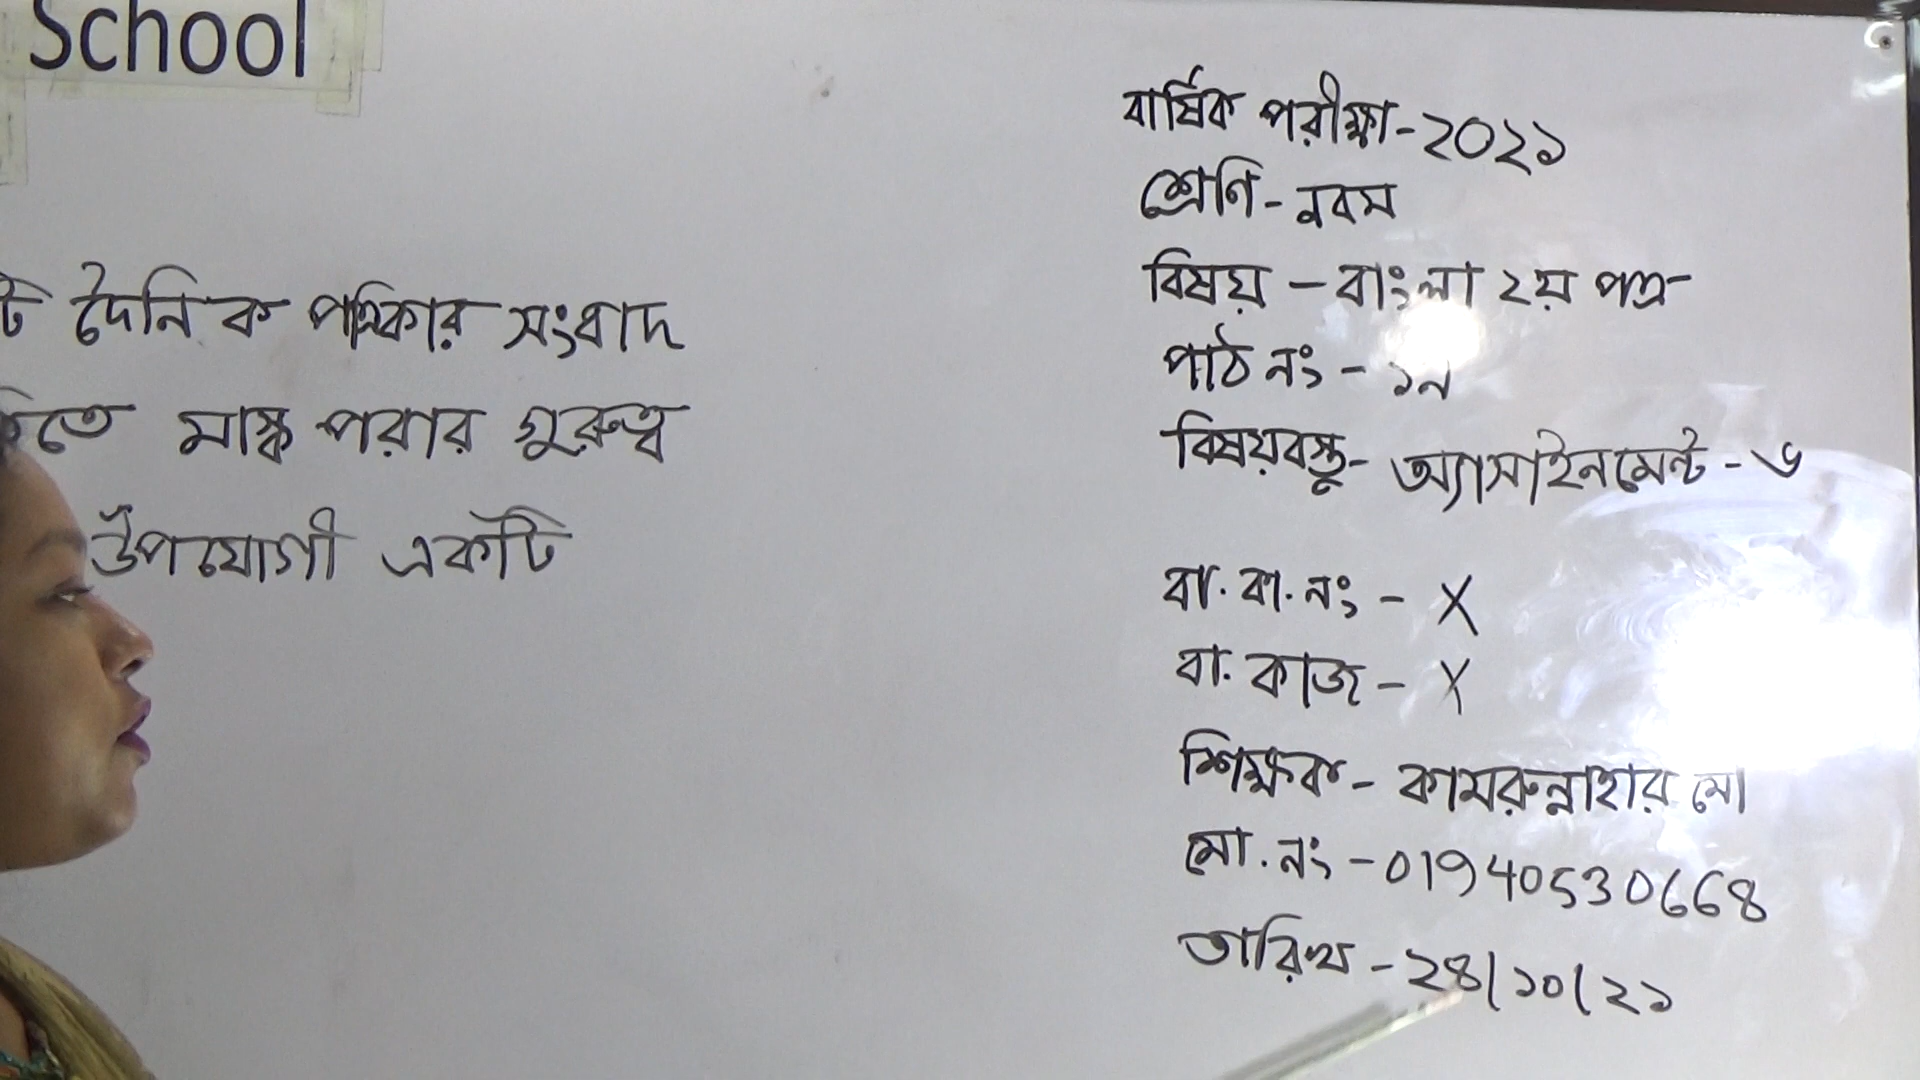 School
টি দৈনিক পত্রিকার সংবাদ
মাস্ক পরার গুরুত্ব
উপযোগী একটি
বার্ষিক পরীক্ষা-২০২১
শ্রেণি-নবম
বিষয় - বাংলা ২য় পত্র
পাঠ নং -
বিষয়বস্তু- অ্যাসাইনমেন্ট - ৬
বা. বা. নং - X
বা. কাজ - X
শিক্ষক - কামরুন্নাহার
মো. নং -01940530668
তারিখ -২৪/১০/২১